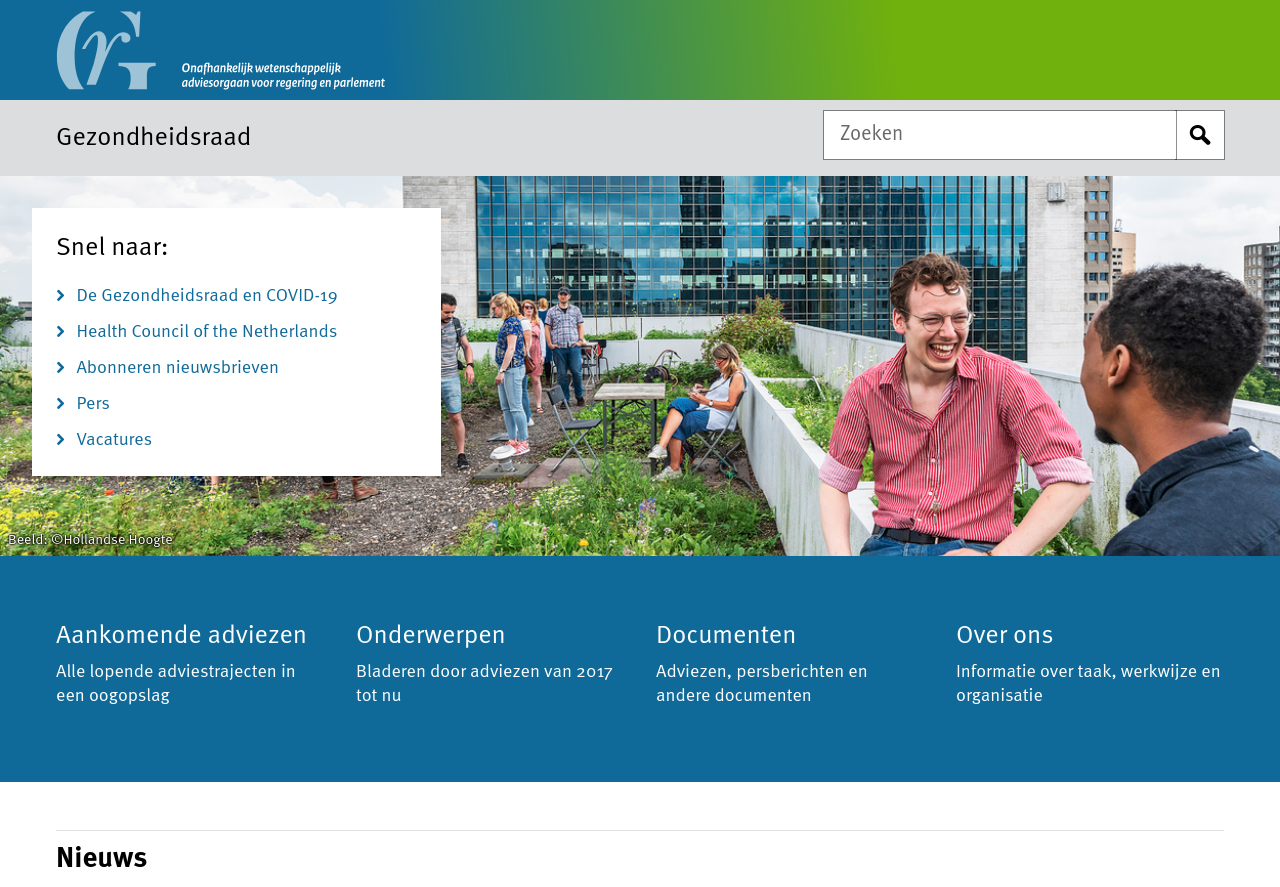 Onafhankelijk wetenschappelijk
adviesorgaan voor regering en parlement
Gezondheidsraad
Zoeken
Snel naar:
De Gezondheidsraad en COVID-19
Health Council of the Netherlands
Abonneren nieuwsbrieven
Pers
Vacatures
Beeld: ©Hollandse Hoogte
Aankomende adviezen
Alle lopende adviestrajecten in
een oogopslag
Onderwerpen
Bladeren door adviezen van 2017
tot nu
Documenten
Adviezen, persberichten en
andere documenten
Over ons
Informatie over taak, werkwijze en
organisatie
Nieuws